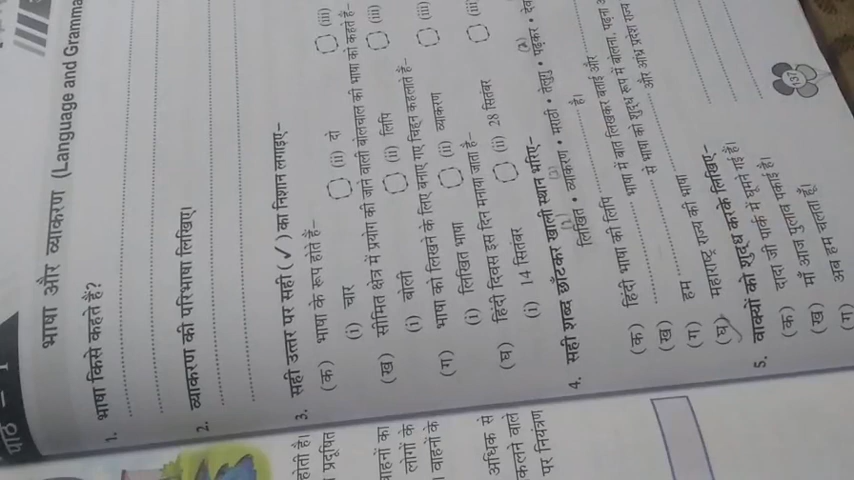 पाठ – 1
भाषा और व्याकरण (Language and Gramma
1. भाषा किसे कहते हैं?
2. व्याकरण की परिभाषा लिखिए।
3. सही उत्तर पर सही (✓) का निशान लगाइए–
(क) भाषा के रूप होते हैं–
(i) चार (ii) दो (iii)
(ख) सीमित क्षेत्र में प्रयोग की जाने वाली बोलचाल की भाषा को कहते हैं–
(i) बोली (ii) लिपि (iii)
(ग) भाषा को लिखने के लिए बनाए गए चिह्न कहलाते हैं–
(i) लिखित भाषा (ii) व्याकरण (iii)
(घ) हिंदी दिवस इस दिन मनाया जाता है–
(i) 14 सितंबर (ii) 28 सितंबर (iii)
4. सही शब्द छाँटकर खाली स्थान भरिए–
लिखित • व्याकरण • मराठी • तेलुगु • पढ़कर • देव
(क) हिंदी भाषा की लिपि है।
(ख) भाषा में बात लिखकर बताई और
(ग) हम से भाषा को शुद्ध रूप में बोलना, पढ़ना
(घ) महाराष्ट्र राज्य की भाषा और आंध्र प्रदेश राज्य
5. वाक्यों को शुद्ध करके लिखिए–
(क) दादा जी पार्क में घूमने गई हैं।
(ख) माँ आज पुलाव पकाई है।
(ग) अब हम चलता हूँ।
37
होती है।
प्रदूषित
वाहनों का
लोगों के
वाहनों के
अधिक से
कलने वाले
पर नियंत्रण